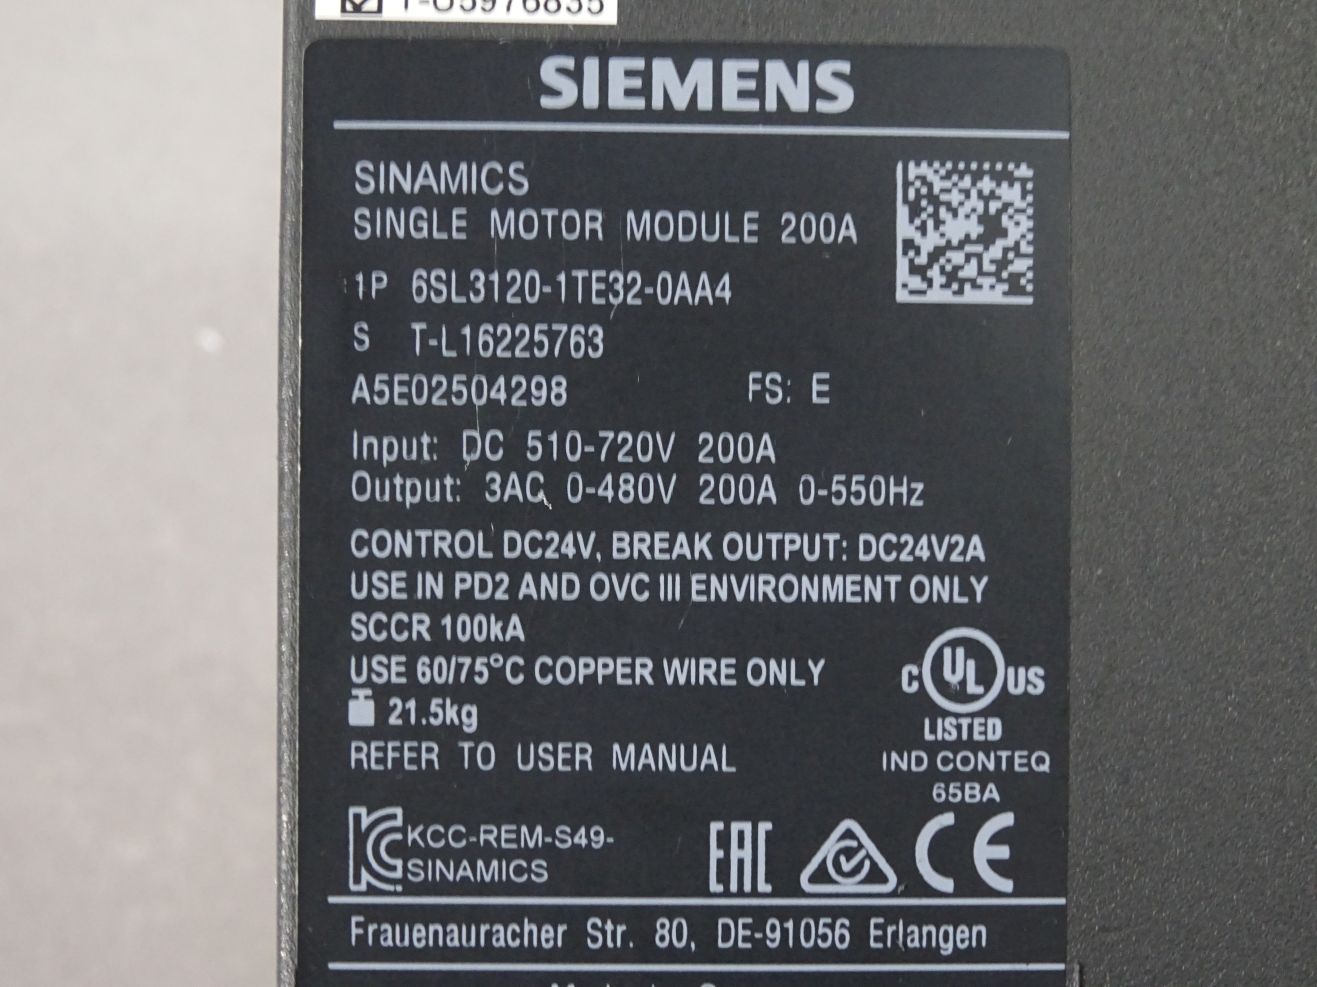 T-U5976835
SIEMENS
SINAMICS
SINGLE MOTOR MODULE 200A
1P 6SL3120-1TE32-0AA4
S T-L16225763
A5E02504298 FS: E
Input: DC 510-720V 200A
Output: 3AC 0-480V 200A 0-550Hz
CONTROL DC24V, BREAK OUTPUT: DC24V2A
USE IN PD2 AND OVC III ENVIRONMENT ONLY
SCCR 100kA
USE 60/75°C COPPER WIRE ONLY
21.5kg
REFER TO USER MANUAL
C UL US
LISTED
IND CONTEQ
65BA
KCC-REM-S49-
SINAMICS
EAC CE
Frauenauracher Str. 80, DE-91056 Erlangen